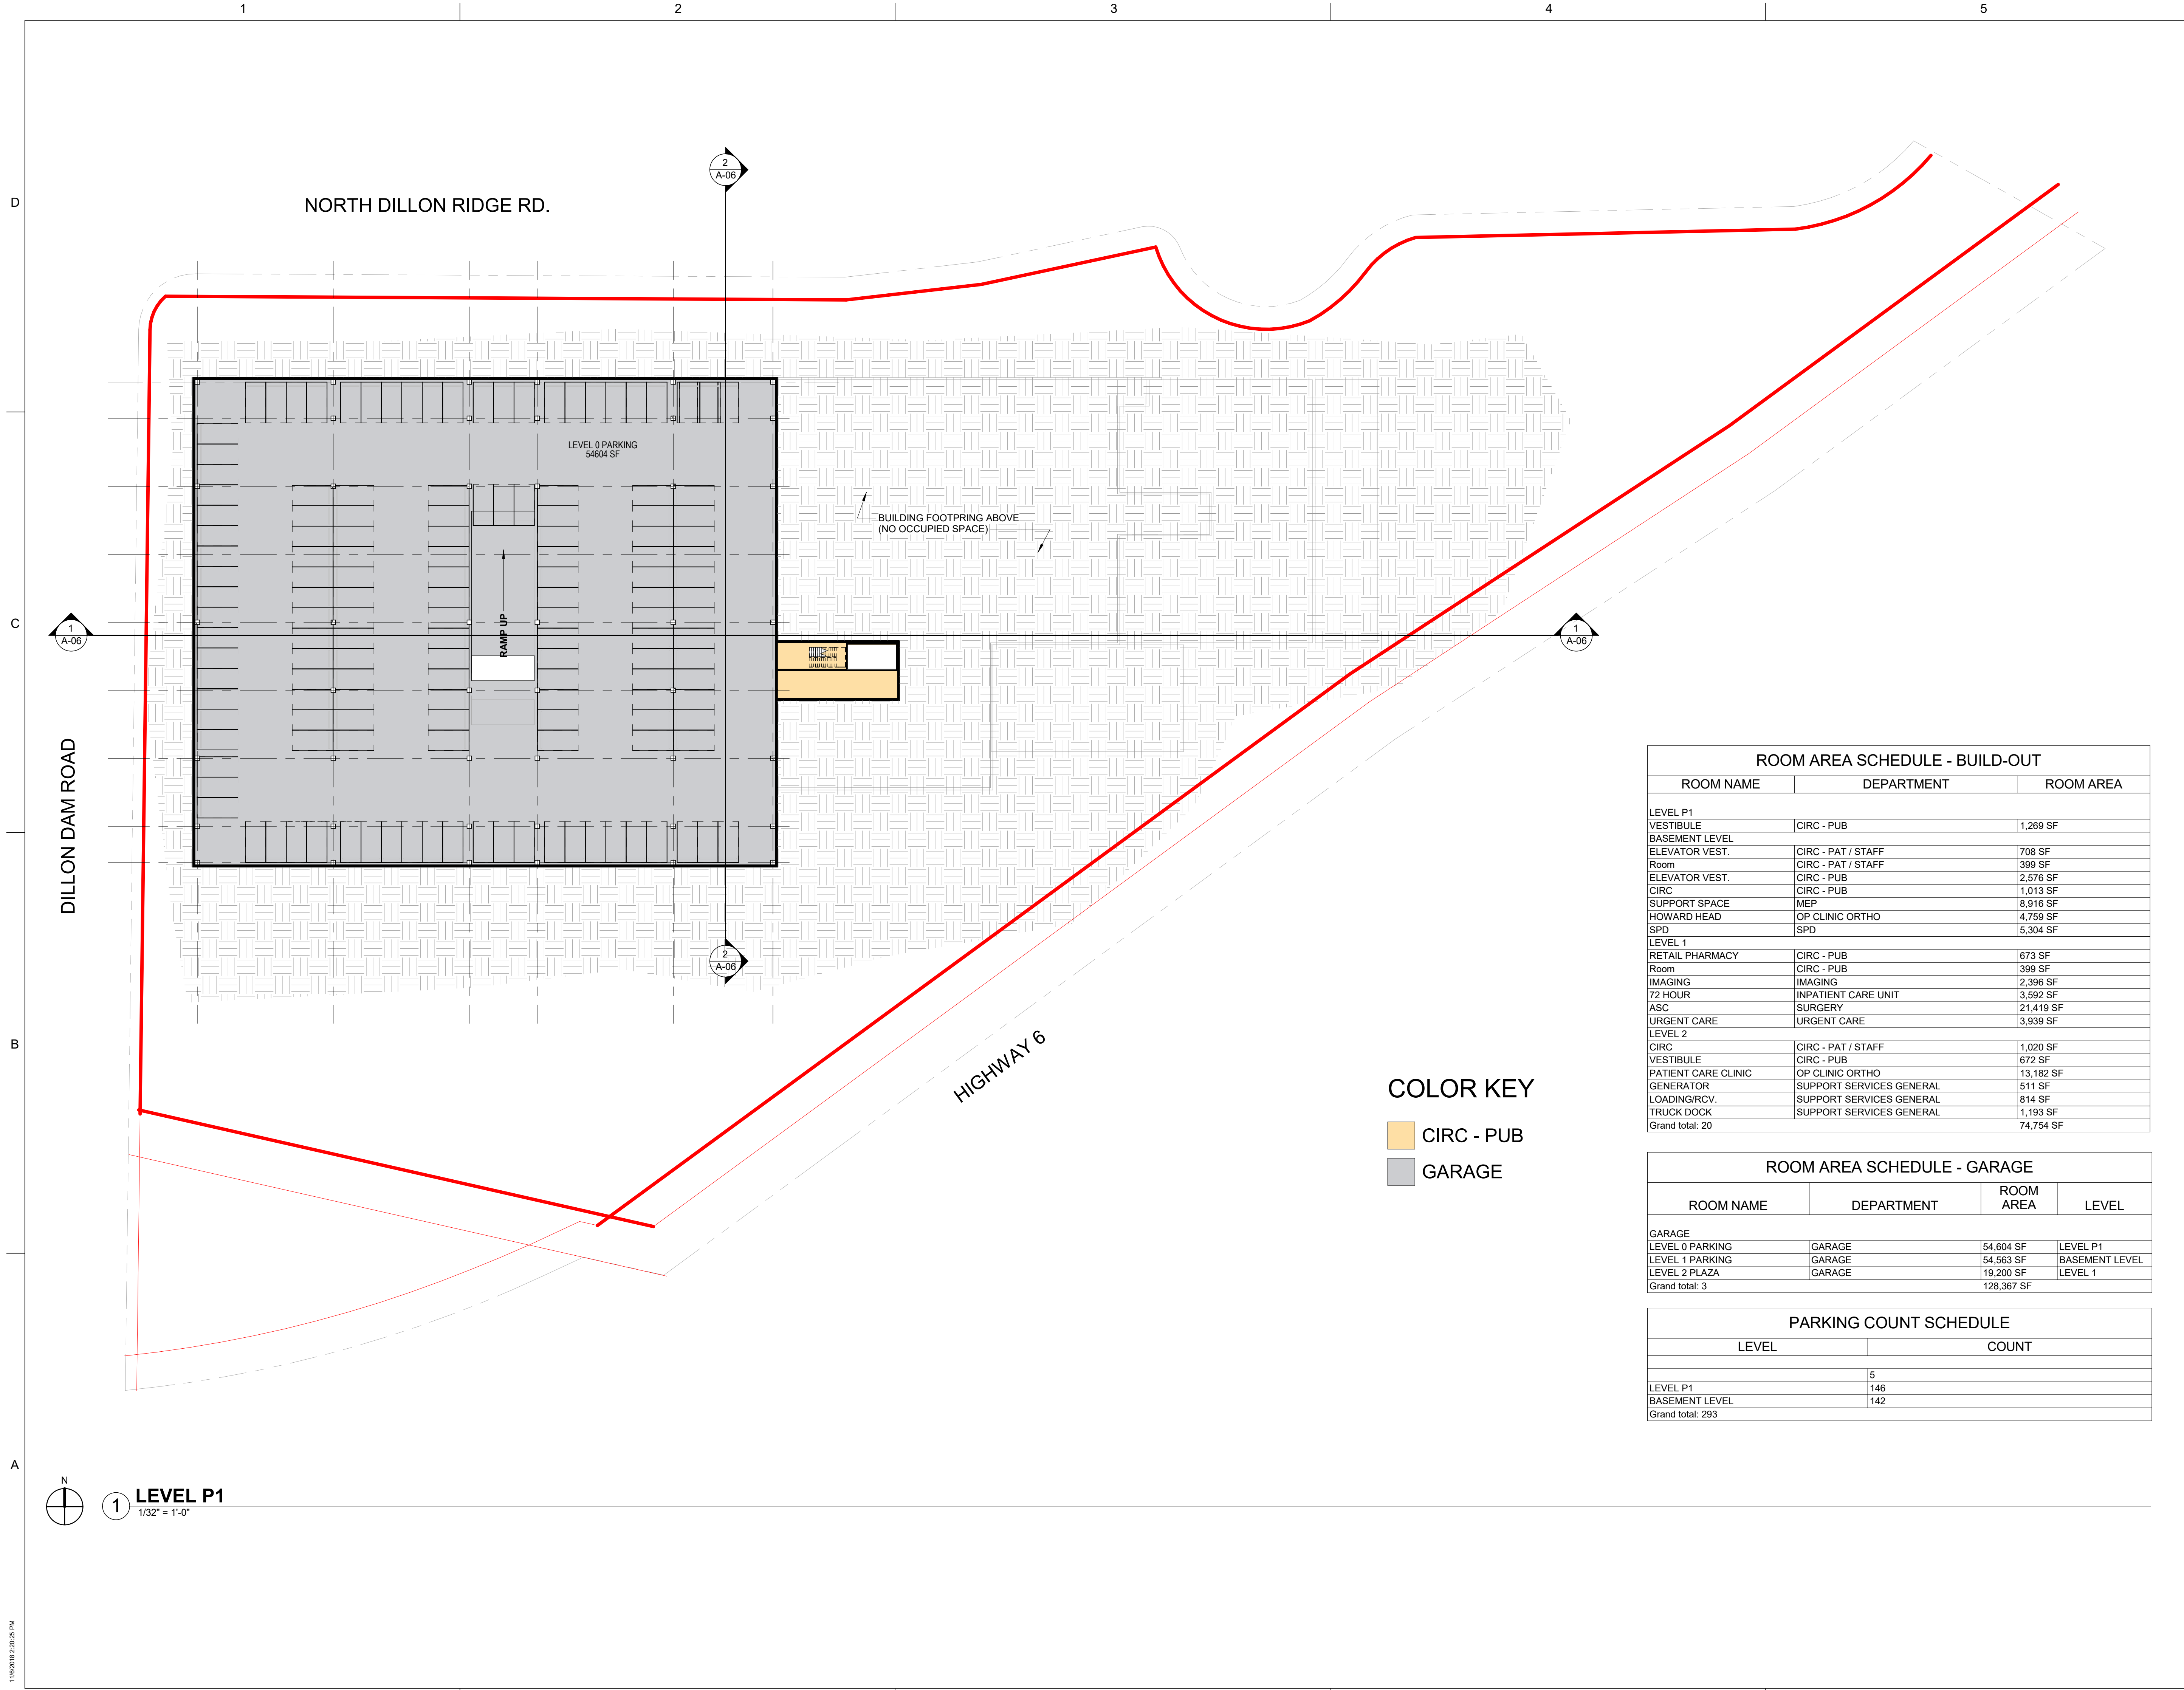 1 2 3 4 5
D
C
B
A
NORTH DILLON RIDGE RD.
2
A-06
LEVEL 0 PARKING
54604 SF
BUILDING FOOTPRING ABOVE
(NO OCCUPIED SPACE)
RAMP UP
1
A-06
1
A-06
DILLON DAM ROAD
2
A-06
HIGHWAY 6
COLOR KEY
CIRC - PUB
GARAGE
ROOM AREA SCHEDULE - BUILD-OUT
ROOM NAME DEPARTMENT ROOM AREA
LEVEL P1
VESTIBULE CIRC - PUB 1,269 SF
BASEMENT LEVEL
ELEVATOR VEST. CIRC - PAT / STAFF 708 SF
Room CIRC - PAT / STAFF 399 SF
ELEVATOR VEST. CIRC - PUB 2,576 SF
CIRC CIRC - PUB 1,013 SF
SUPPORT SPACE MEP 8,916 SF
HOWARD HEAD OP CLINIC ORTHO 4,759 SF
SPD SPD 5,304 SF
LEVEL 1
RETAIL PHARMACY CIRC - PUB 673 SF
Room CIRC - PUB 399 SF
IMAGING IMAGING 2,396 SF
72 HOUR INPATIENT CARE UNIT 3,592 SF
ASC SURGERY 21,419 SF
URGENT CARE URGENT CARE 3,939 SF
LEVEL 2
CIRC CIRC - PAT / STAFF 1,020 SF
VESTIBULE CIRC - PUB 672 SF
PATIENT CARE CLINIC OP CLINIC ORTHO 13,182 SF
GENERATOR SUPPORT SERVICES GENERAL 511 SF
LOADING/RCV. SUPPORT SERVICES GENERAL 814 SF
TRUCK DOCK SUPPORT SERVICES GENERAL 1,193 SF
Grand total: 20 74,754 SF
ROOM AREA SCHEDULE - GARAGE
ROOM NAME DEPARTMENT ROOM AREA LEVEL
GARAGE
LEVEL 0 PARKING GARAGE 54,604 SF LEVEL P1
LEVEL 1 PARKING GARAGE 54,563 SF BASEMENT LEVEL
LEVEL 2 PLAZA GARAGE 19,200 SF LEVEL 1
Grand total: 3 128,367 SF
PARKING COUNT SCHEDULE
LEVEL COUNT
5
LEVEL P1 146
BASEMENT LEVEL 142
Grand total: 293
N
1 LEVEL P1
1/32" = 1'-0"
11/6/2018 2:20:25 PM